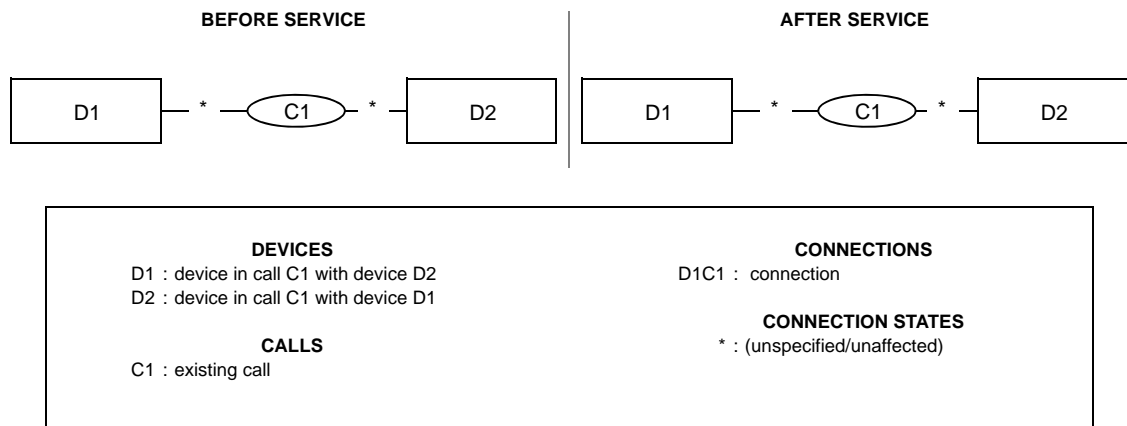 BEFORE SERVICE
AFTER SERVICE
D1 * C1 * D2
D1 * C1 * D2
DEVICES
D1 : device in call C1 with device D2
D2 : device in call C1 with device D1
CALLS
C1 : existing call
CONNECTIONS
D1C1 : connection
CONNECTION STATES
* : (unspecified/unaffected)